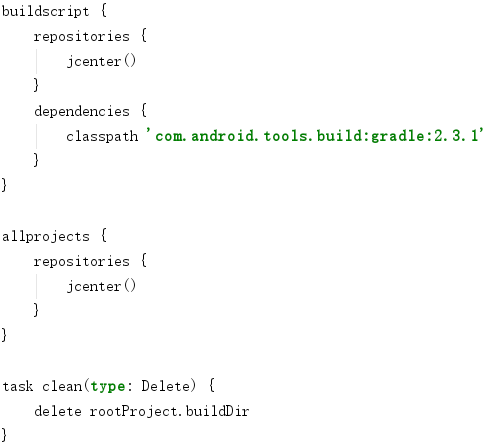 buildscript {
    repositories {
        jcenter()
    }
    dependencies {
        classpath 'com.android.tools.build:gradle:2.3.1'
    }
}

allprojects {
    repositories {
        jcenter()
    }
}

task clean(type: Delete) {
    delete rootProject.buildDir
}